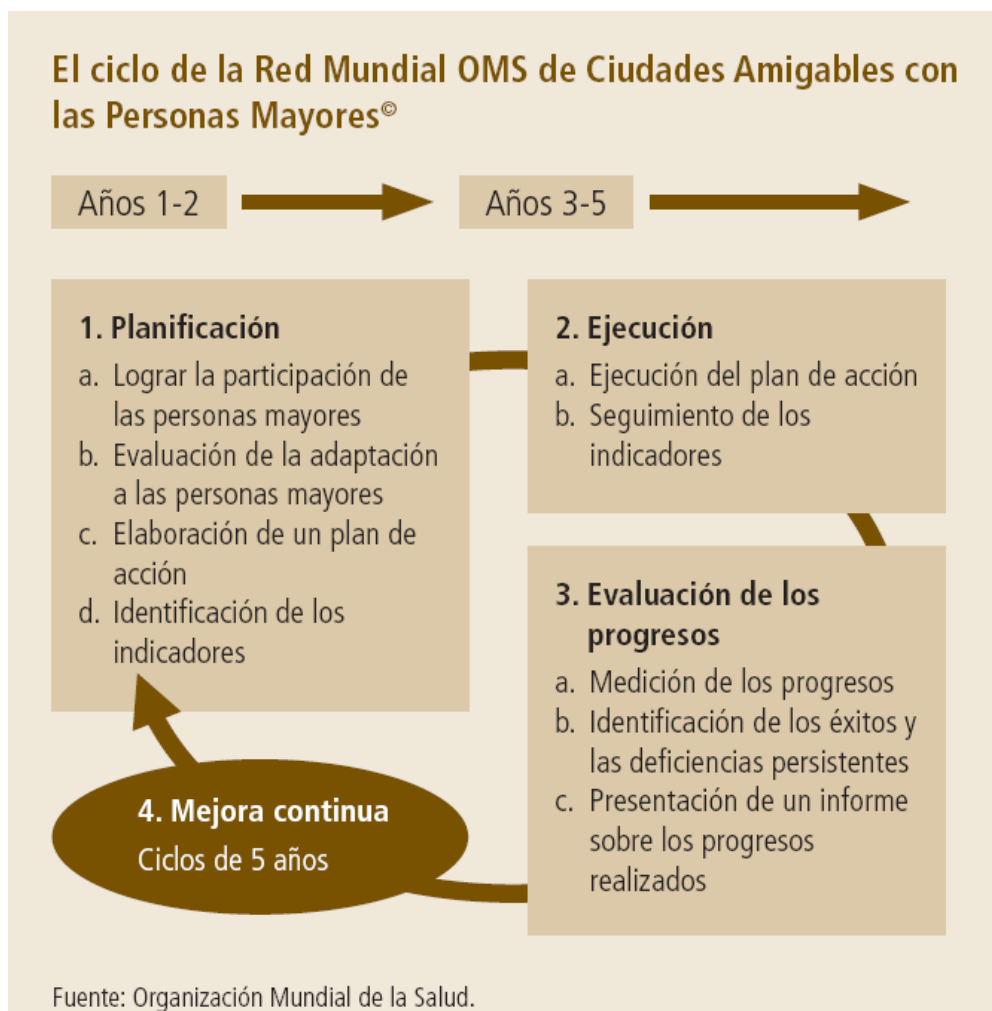 El ciclo de la Red Mundial OMS de Ciudades Amigables con
las Personas Mayores©
Años 1-2
Años 3-5
1. Planificación
a. Lograr la participación de
las personas mayores
b. Evaluación de la adaptación
a las personas mayores
c. Elaboración de un plan de
acción
d. Identificación de los
indicadores
2. Ejecución
a. Ejecución del plan de acción
b. Seguimiento de los
indicadores
3. Evaluación de los
progresos
a. Medición de los progresos
b. Identificación de los éxitos y
las deficiencias persistentes
c. Presentación de un informe
sobre los progresos
realizados
4. Mejora continua
Ciclos de 5 años
Fuente: Organización Mundial de la Salud.